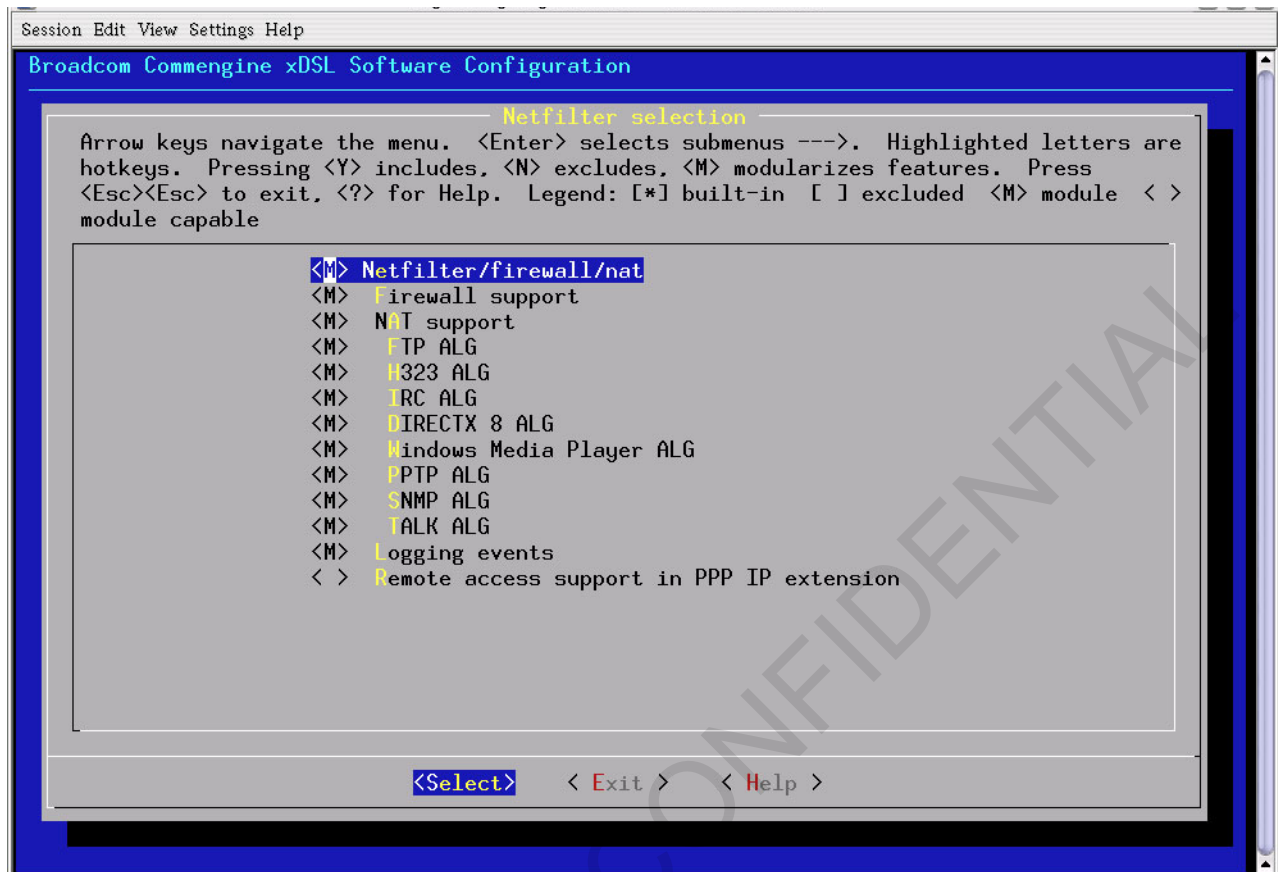 Session Edit View Settings Help
Broadcom Commengine xDSL Software Configuration
Netfilter selection
Arrow keys navigate the menu. <Enter> selects submenus --->. Highlighted letters are
hotkeys. Pressing <Y> includes, <N> excludes, <M> modularizes features. Press
<Esc><Esc> to exit, <?> for Help. Legend: [*] built-in [ ] excluded <M> module < >
module capable
<M> Netfilter/firewall/nat
<M> Firewall support
<M> NAT support
<M> FTP ALG
<M> H323 ALG
<M> IRC ALG
<M> DIRECTX 8 ALG
<M> Windows Media Player ALG
<M> PPTP ALG
<M> SNMP ALG
<M> TALK ALG
<M> Logging events
< > Remote access support in PPP IP extension
<Select> < Exit > < Help >
CONFIDENTIAL